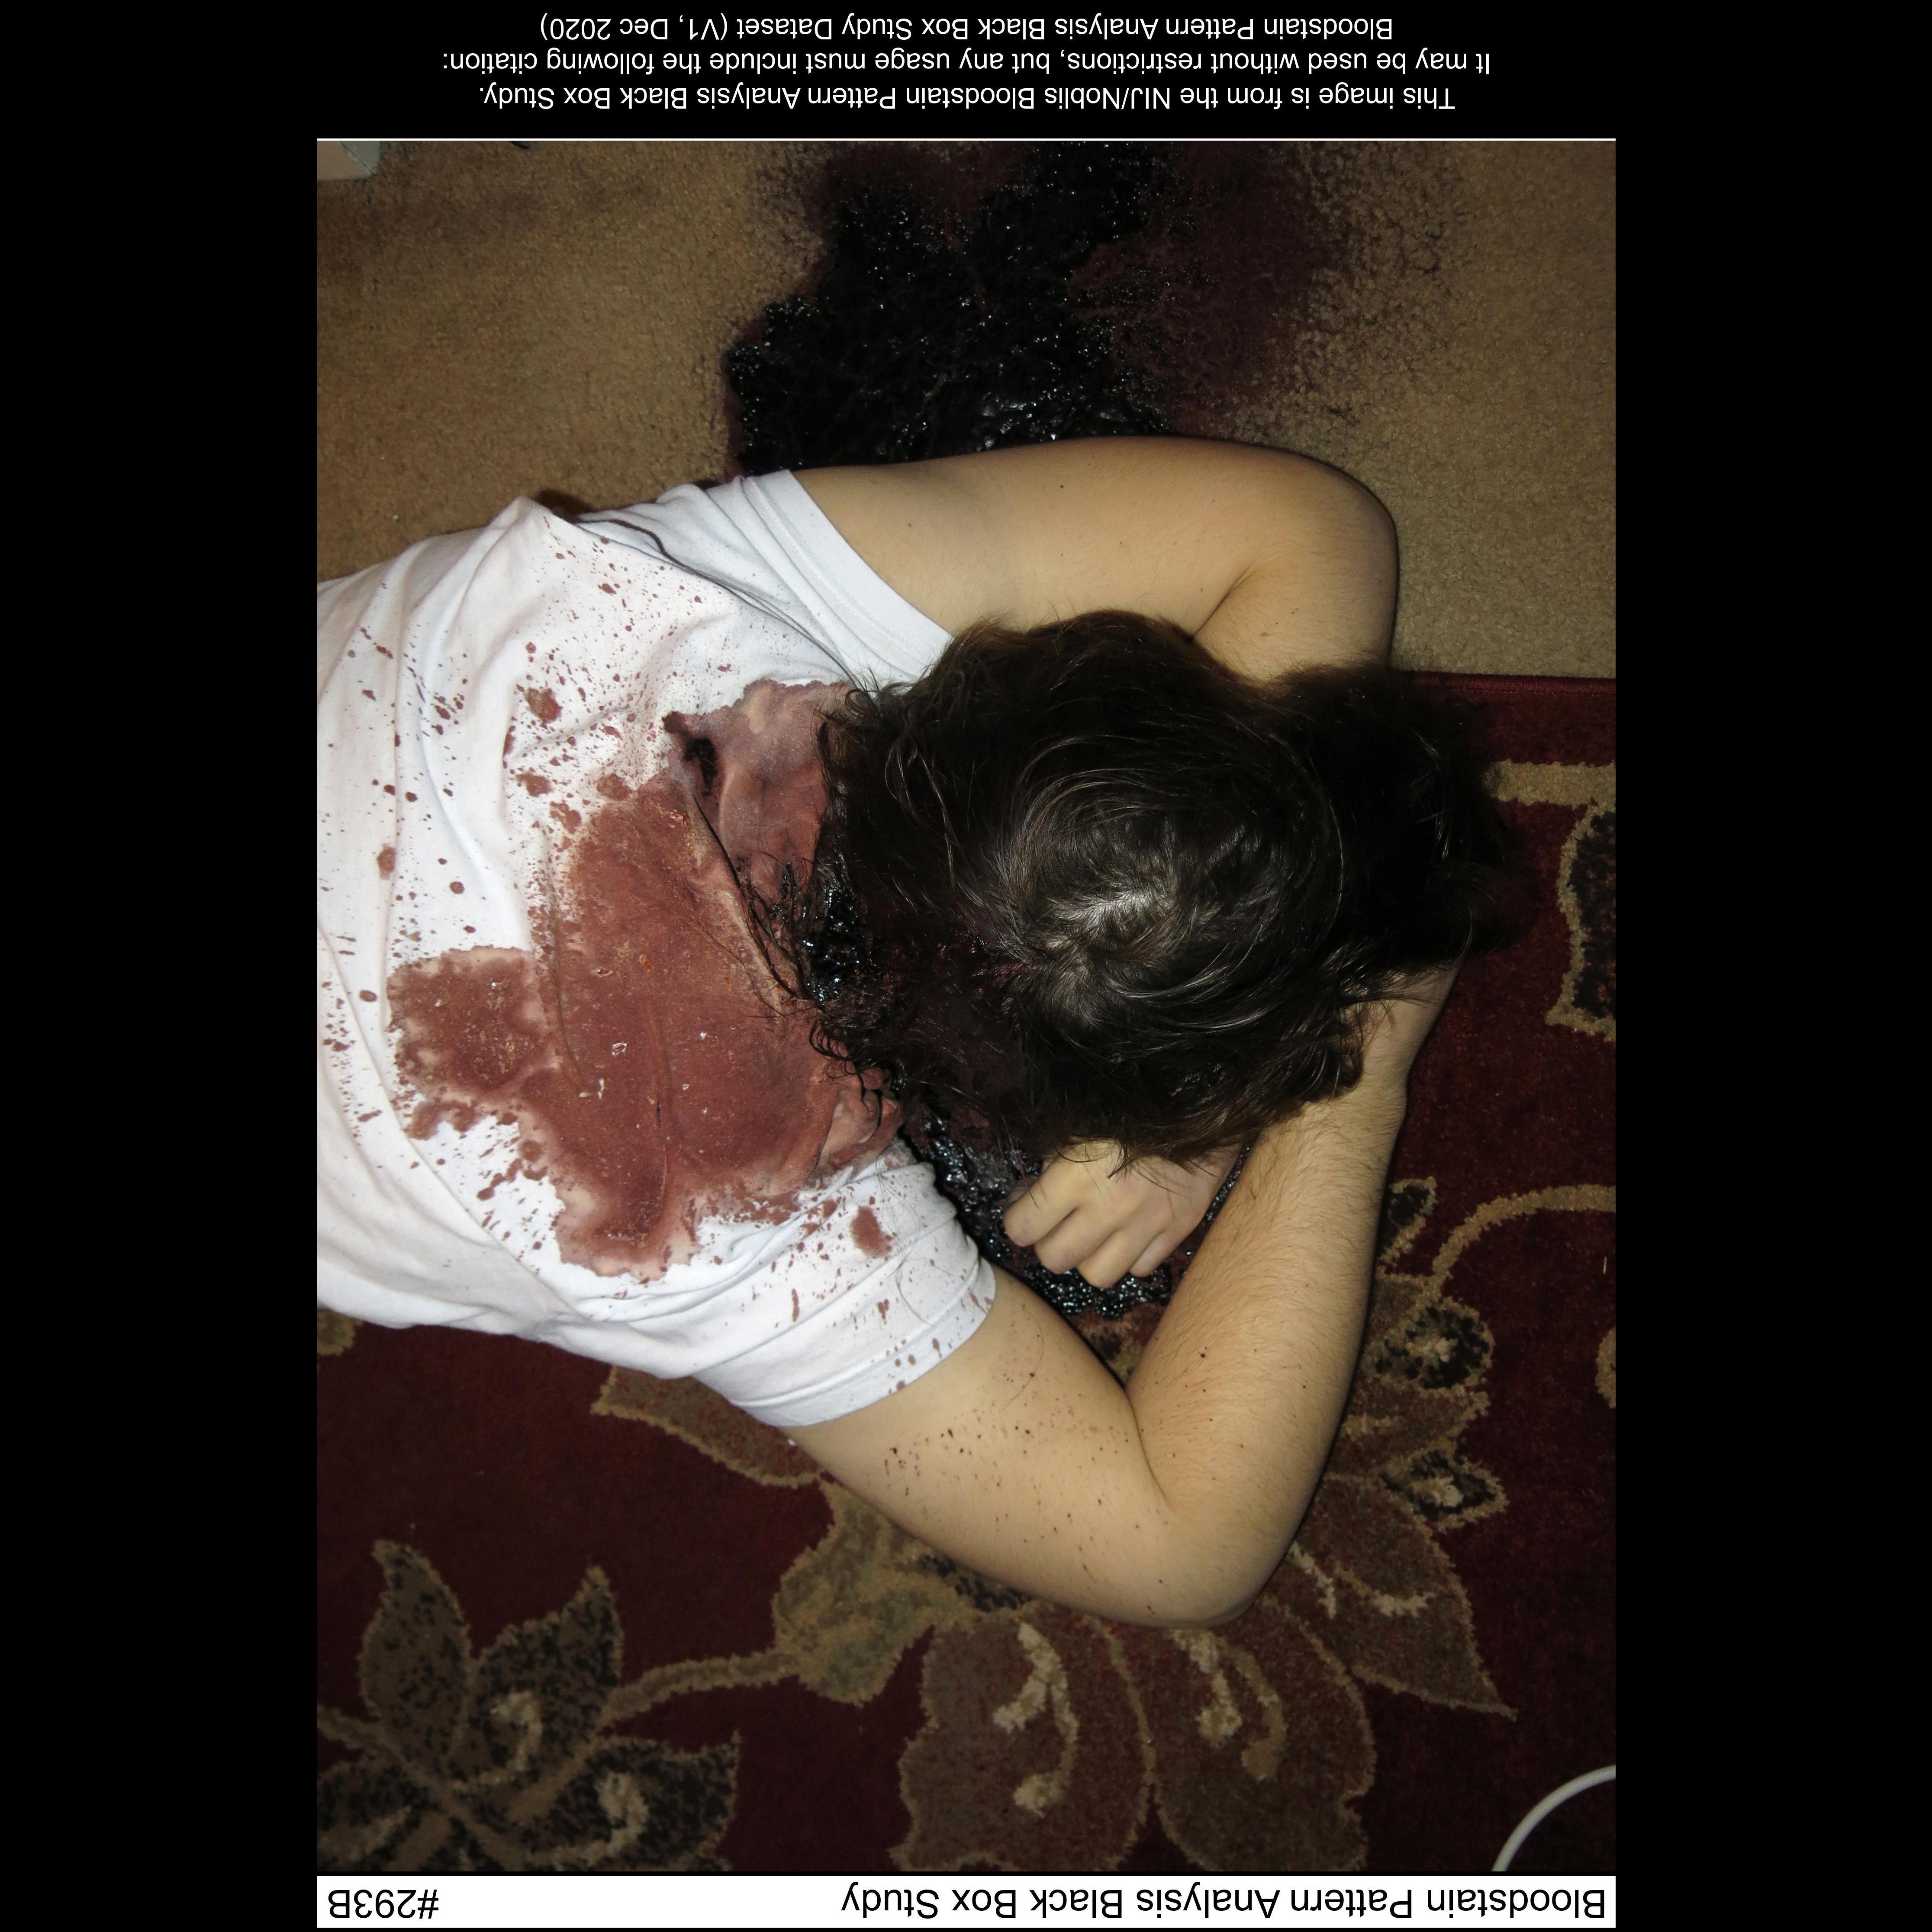 Bloodstain Pattern Analysis Black Box Study
#293B
This image is from the NIJ/Noblis Bloodstain Pattern Analysis Black Box Study.
It may be used without restrictions, but any usage must include the following citation:
Bloodstain Pattern Analysis Black Box Study Dataset (V1, Dec 2020)